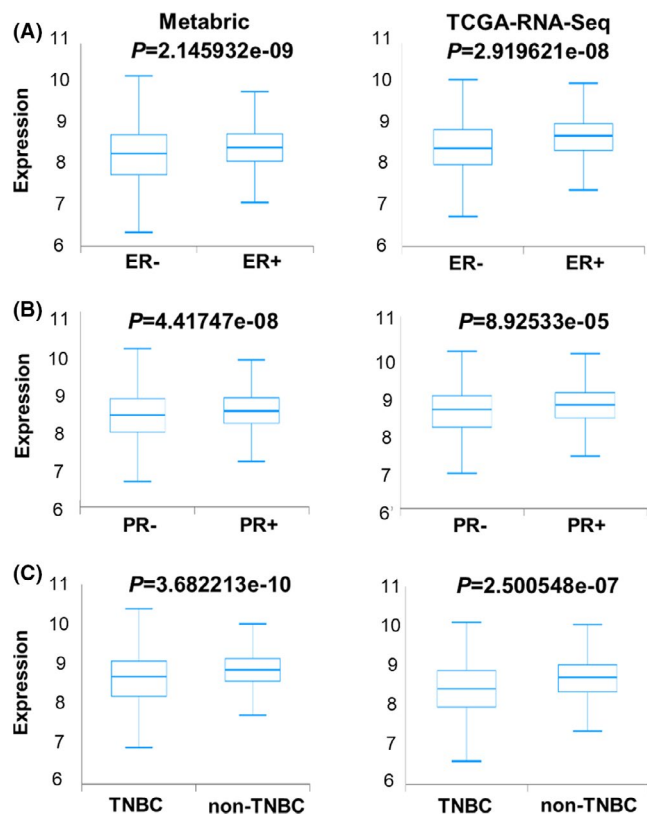 (A)
Metabric
TCGA-RNA-Seq
P=2.145932e-09
P=2.919621e-08
Expression
11
10
9
8
7
6
ER-
ER+
11
10
9
8
7
6
ER-
ER+
(B)
P=4.41747e-08
P=8.92533e-05
Expression
11
10
9
8
7
6
PR-
PR+
11
10
9
8
7
6
PR-
PR+
(C)
P=3.682213e-10
P=2.500548e-07
Expression
11
10
9
8
7
6
TNBC
non-TNBC
11
10
9
8
7
6
TNBC
non-TNBC